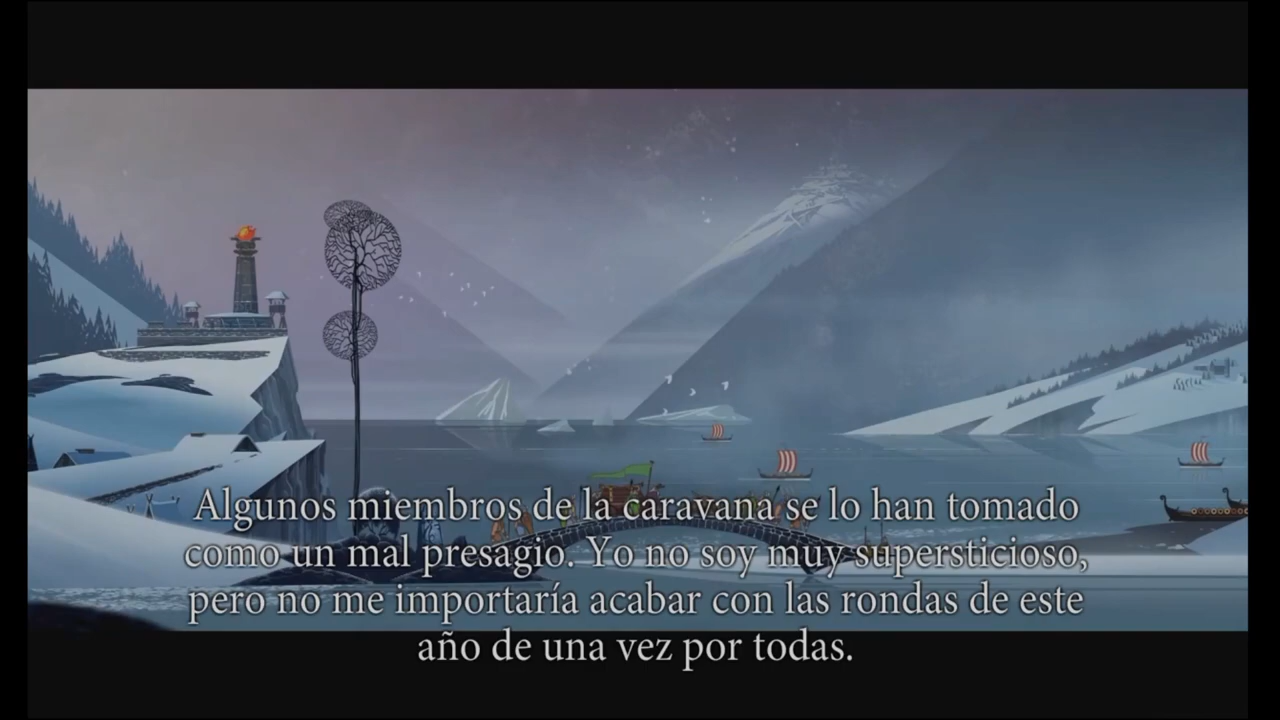 Algunos miembros de la caravana se lo han tomado
como un mal presagio. Yo no soy muy supersticioso,
pero no me importaría acabar con las rondas de este
año de una vez por todas.